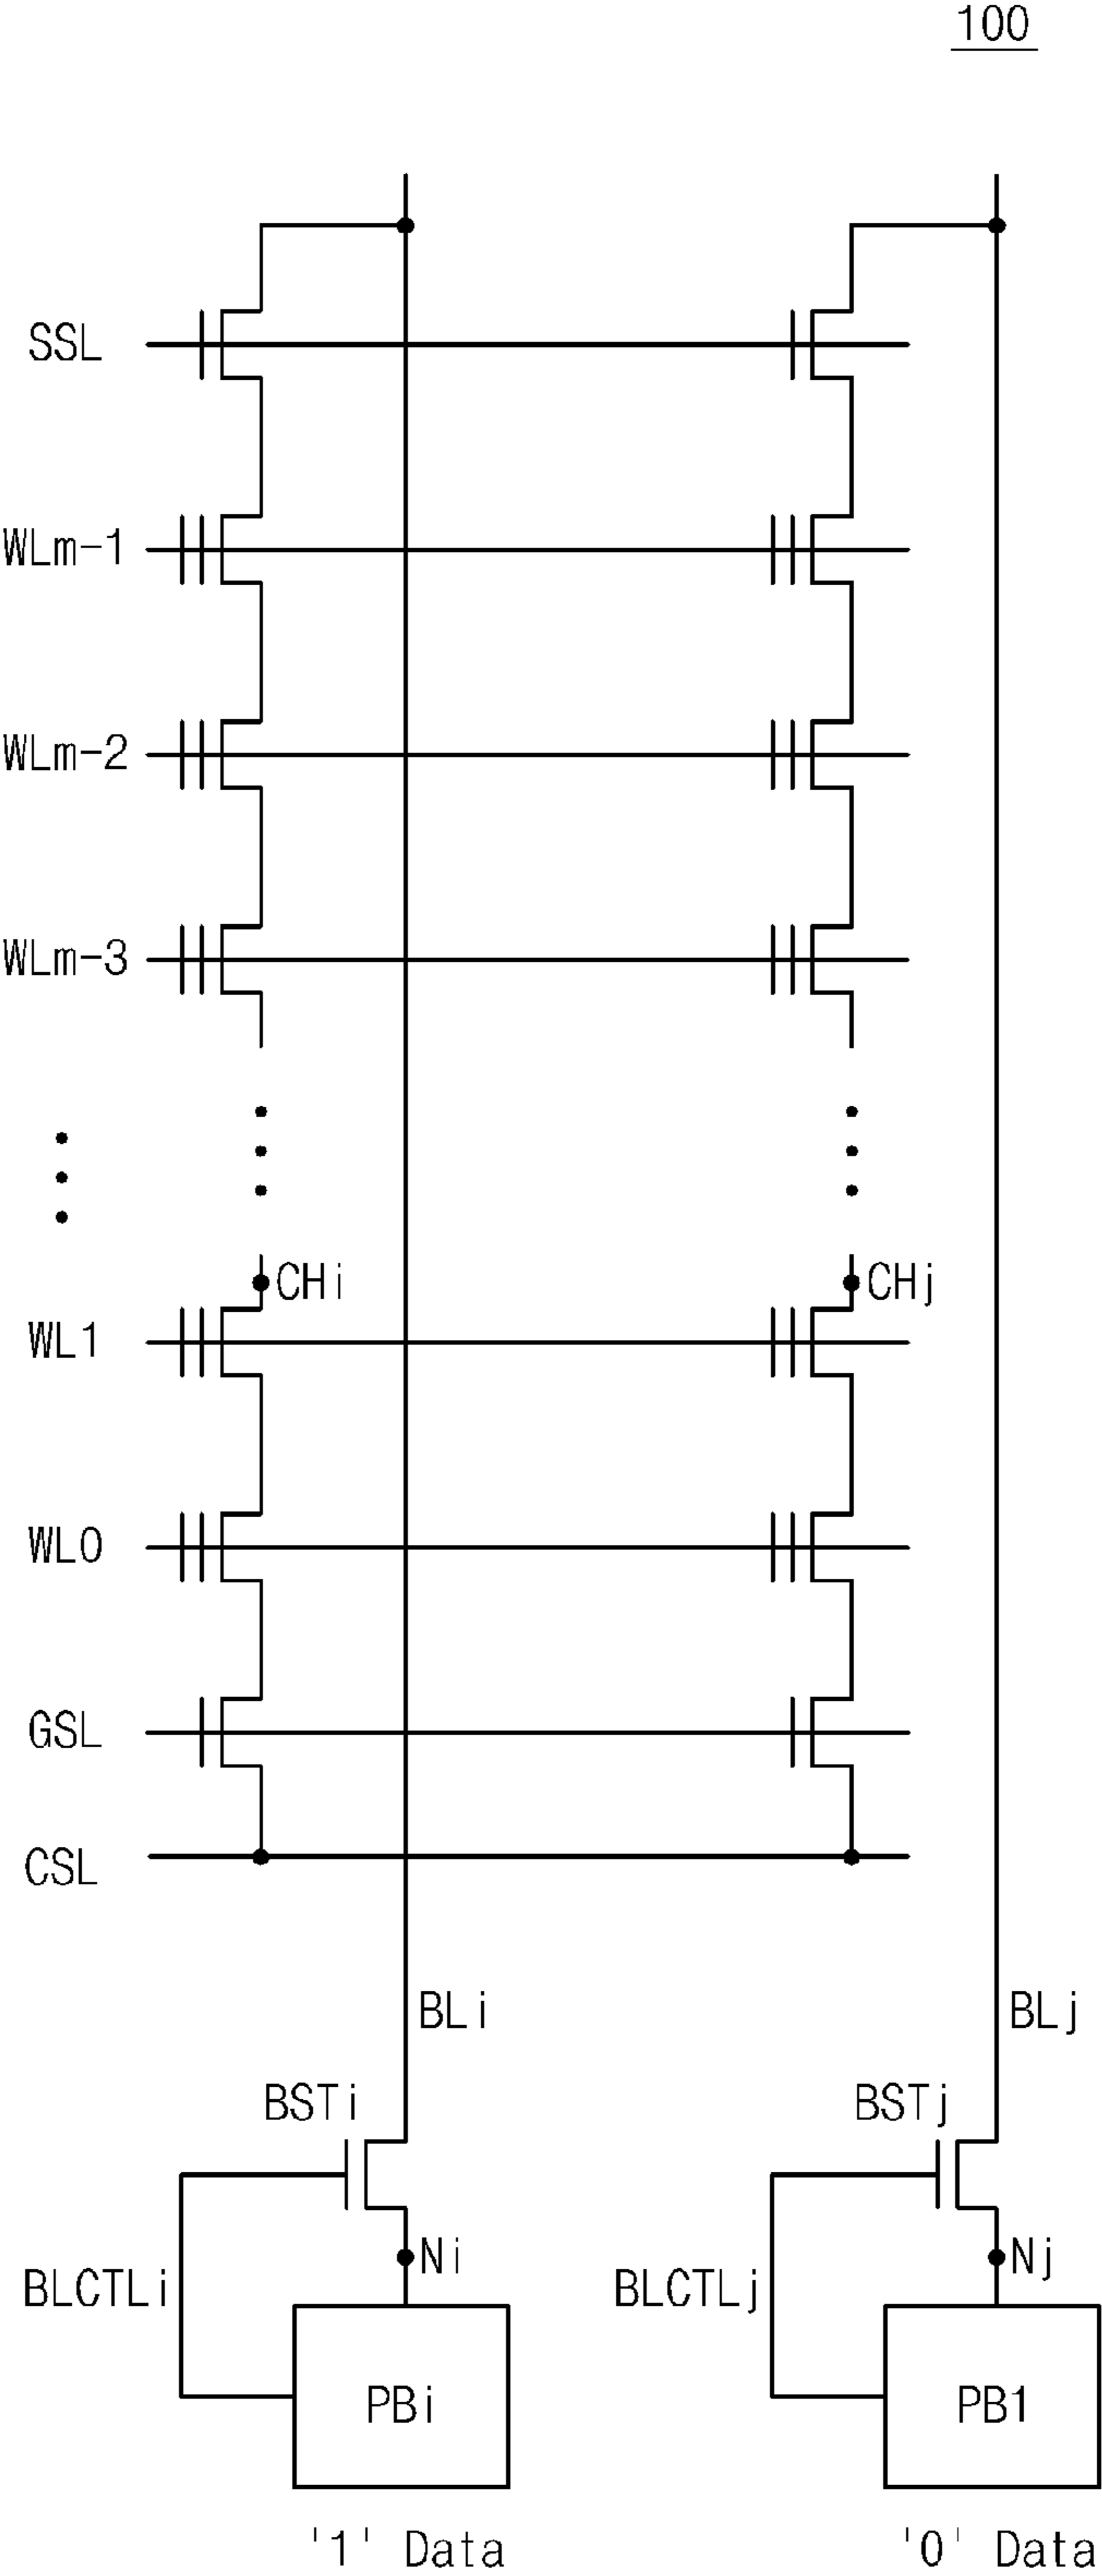 100
SSL
WLm-1
WLm-2
WLm-3
CHi
CHj
WL1
WL0
GSL
CSL
BLi
BLj
BSTi
BSTj
Ni
Nj
BLCTLi
BLCTLj
PBi
PB1
'1' Data
'0' Data